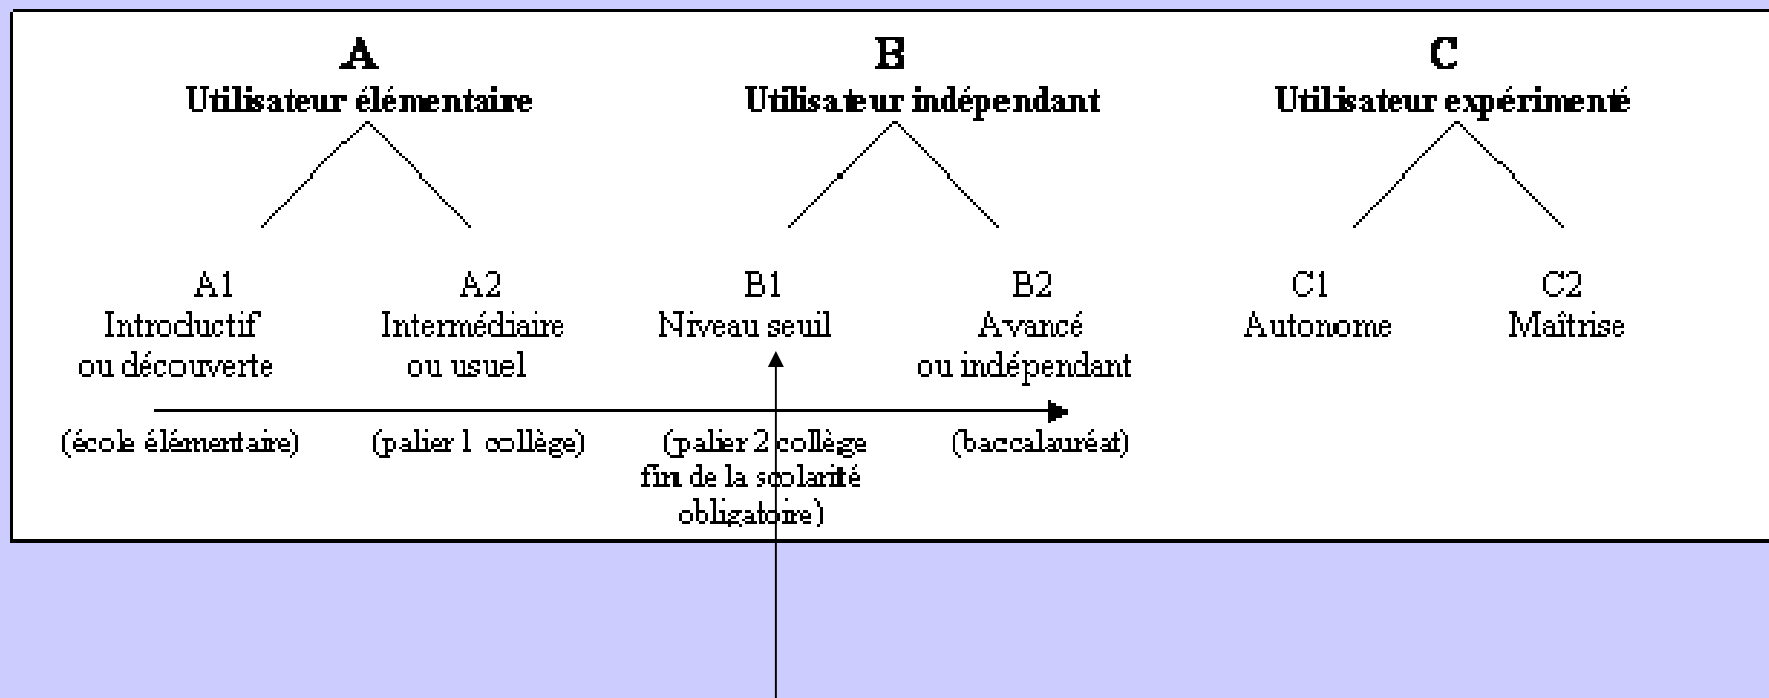 A
Utilisateur élémentaire
B
Utilisateur indépendant
C
Utilisateur expérimenté
A1
Introductif
ou découverte
A2
Intermédiaire
ou usuel
B1
Niveau seuil
B2
Avancé
ou indépendant
C1
Autonome
C2
Maîtrise
(école élémentaire)
(palier 1 collège)
(palier 2 collège
fin de la scolarité
obligatoire)
(baccalauréat)